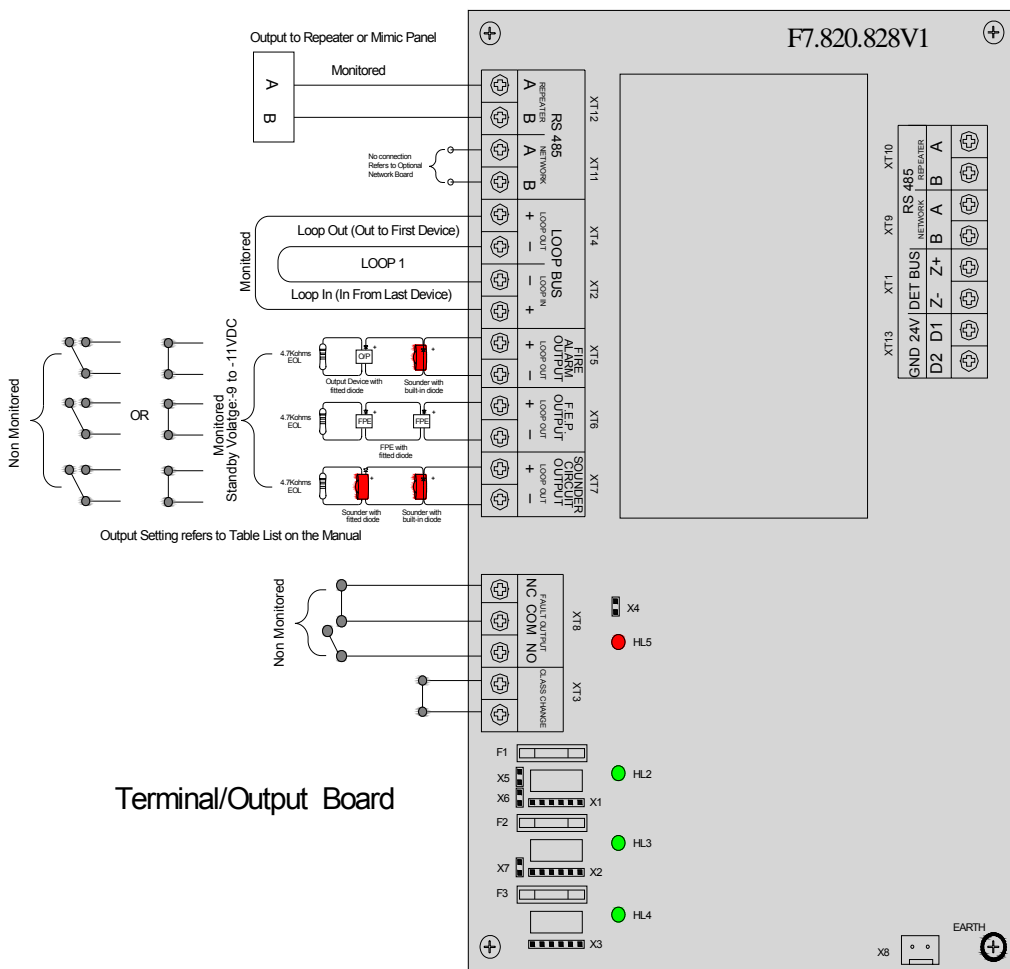 F7.820.828V1
Output to Repeater or Mimic Panel
Monitored
A
B
A
B
REPEATER
RS 485
A
B
NETWORK
XT12
XT11
No connection
Refers to Optional
Network Board
Monitored
Loop Out (Out to First Device)
LOOP 1
Loop In (In From Last Device)
+
−
LOOP OUT
−
+
LOOP IN
LOOP BUS
XT4
XT2
Non Monitored
OR
Monitored
Standby Volatge:-9 to -11VDC
4.7Kohms
EOL
O/P
+
+
Output Device with
fitted diode
Sounder with
built-in diode
+
−
LOOP OUT
FIRE
ALARM
OUTPUT
XT5
4.7Kohms
EOL
FPE
+
FPE
+
FPE with
fitted diode
+
−
LOOP OUT
F.E.P.
OUTPUT
XT6
4.7Kohms
EOL
+
+
Sounder with
fitted diode
Sounder with
built-in diode
+
−
LOOP OUT
SOUNDER
CIRCUIT
OUTPUT
XT7
Output Setting refers to Table List on the Manual
Non Monitored
NC COM NO
FAULT OUTPUT
XT8
CLASS CHANGE
XT3
X4
HL5
XT10
REPEATER
A
B
RS 485
XT9
NETWORK
A
B
XT1
DET BUS
Z+
Z-
XT13
GND 24V
D1
D2
Terminal/Output Board
F1
X5
X6
X1
HL2
F2
X7
X2
HL3
F3
X3
HL4
EARTH
X8